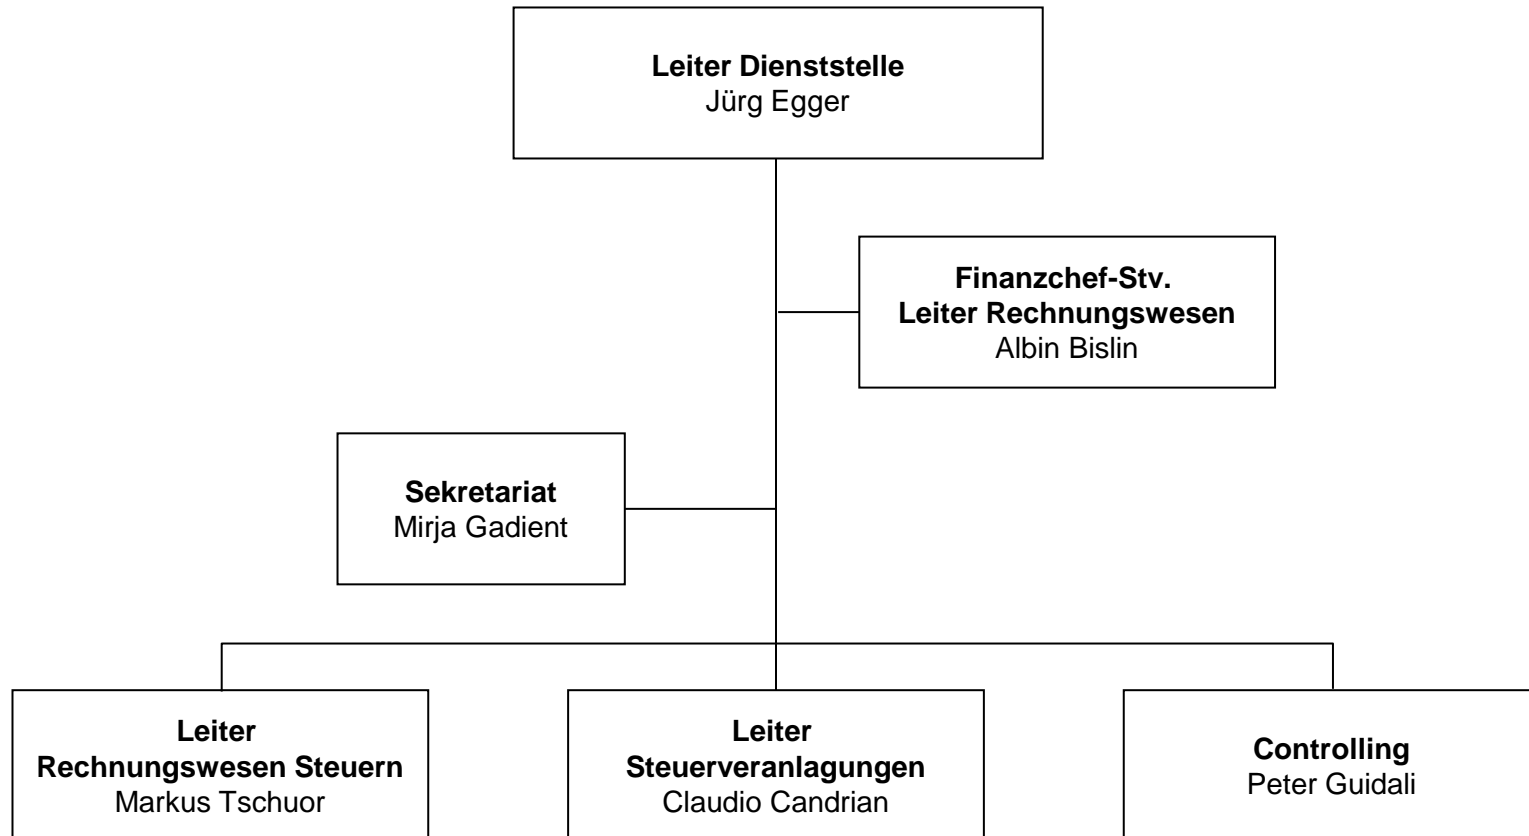 Leiter Dienststelle
Jürg Egger
Finanzchef-Stv.
Leiter Rechnungswesen
Albin Bislin
Sekretariat
Mirja Gadient
Leiter
Rechnungswesen Steuern
Markus Tschuor
Leiter
Steuerveranlagungen
Claudio Candrian
Controlling
Peter Guidali